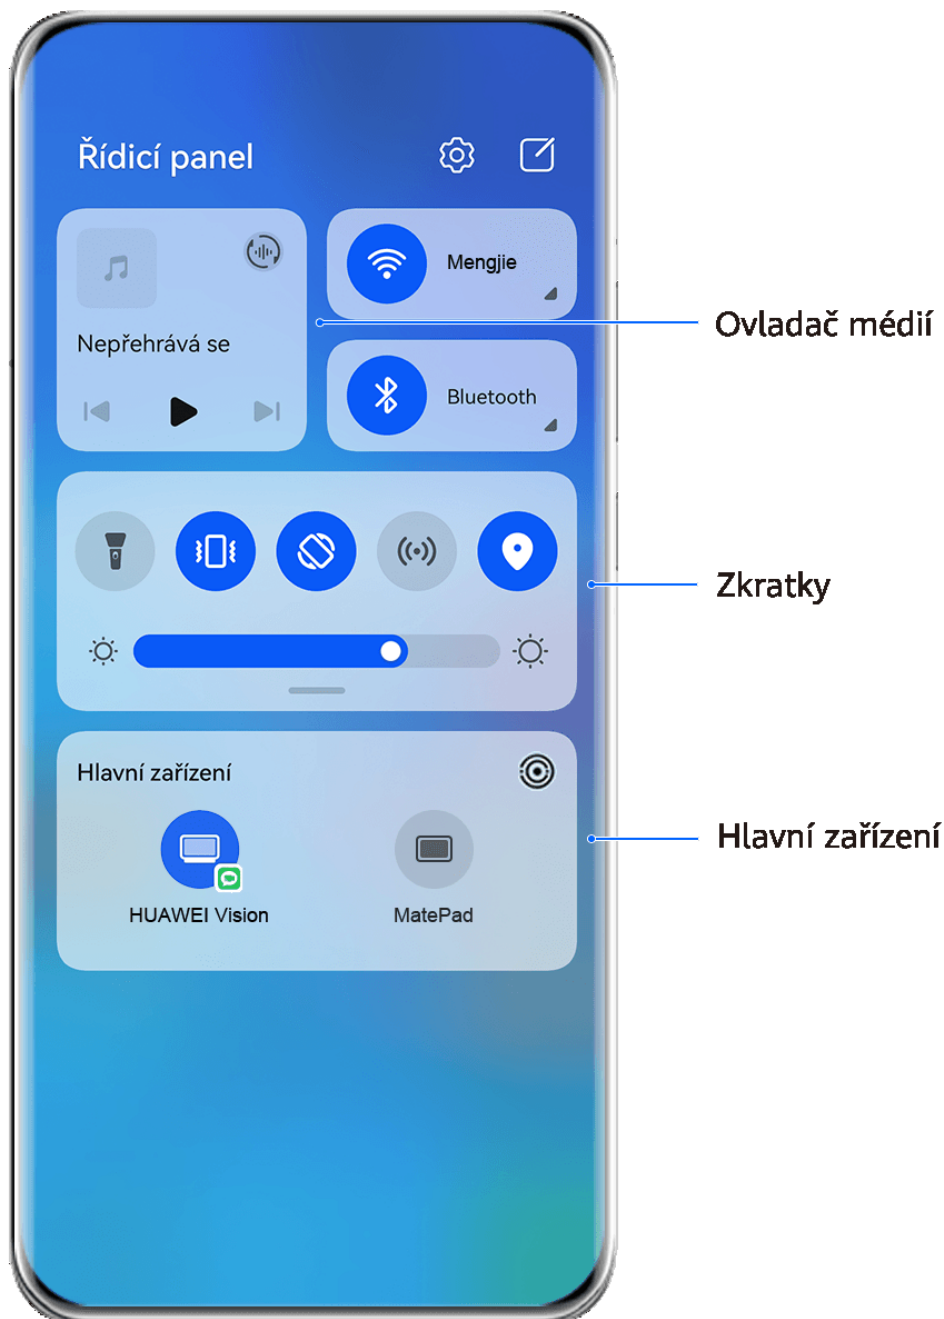 Řídicí panel
Nepřehrává se
Mengjie
Bluetooth
Ovladač médií
Zkratky
Hlavní zařízení
HUAWEI Vision
MatePad
Hlavní zařízení